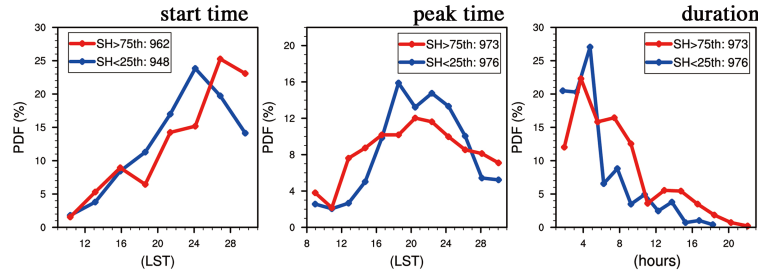 start time
peak time
duration
SH>75th: 962
SH<25th: 948
PDF (%)
30
25
20
15
10
5
0
12 16 20 24 28
(LST)
SH>75th: 973
SH<25th: 976
PDF (%)
20
16
12
8
4
0
8 12 16 20 24 28
(LST)
SH>75th: 973
SH<25th: 976
PDF (%)
30
25
20
15
10
5
0
4 8 12 16 20
(hours)